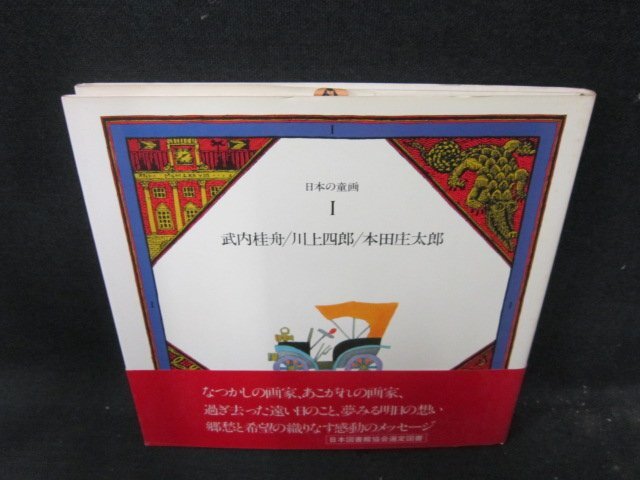 I
日本の童画
I
武内桂舟/川上四郎/本田庄太郎
I
I
なつかしの画家、あこがれの画家、
過ぎ去った遠い日のこと、夢みる明日の想い
郷愁と希望の織りなす感動のメッセージ
日本図書館協会選定図書